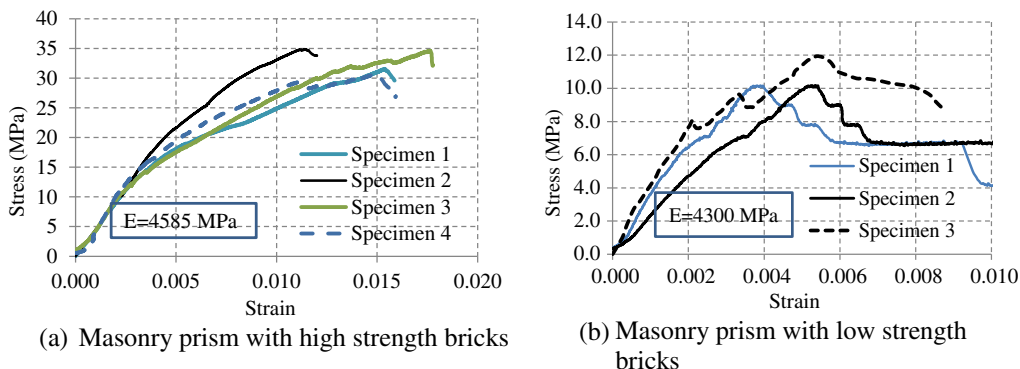 40
35
30
25
20
15
10
5
0
Stress (MPa)
Specimen 1
Specimen 2
Specimen 3
Specimen 4
E=4585 MPa
0.000 0.005 0.010 0.015 0.020
Strain
(a) Masonry prism with high strength bricks
14.0
12.0
10.0
8.0
6.0
4.0
2.0
0.0
Stress (MPa)
E=4300 MPa
Specimen 1
Specimen 2
Specimen 3
0.000 0.002 0.004 0.006 0.008 0.010
Strain
(b) Masonry prism with low strength
bricks